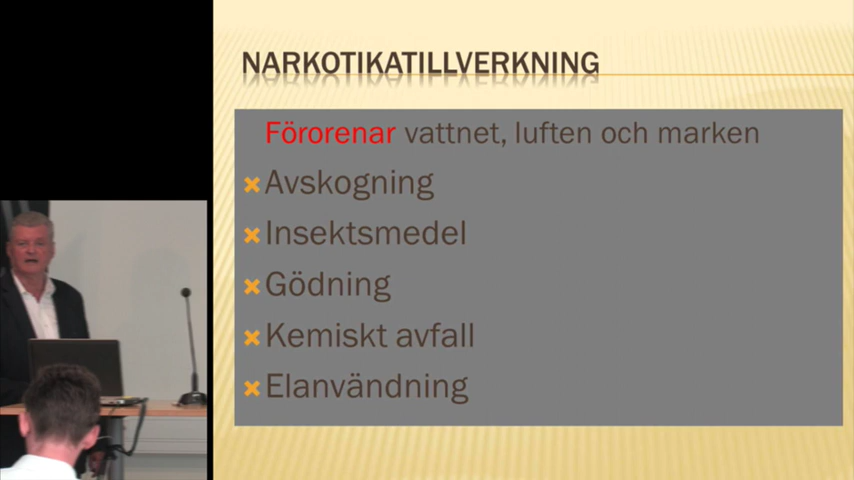 NARKOTIKATILLVERKNING
Förorenar vattnet, luften och marken
Avskogning
Insektsmedel
Gödning
Kemiskt avfall
Elanvändning